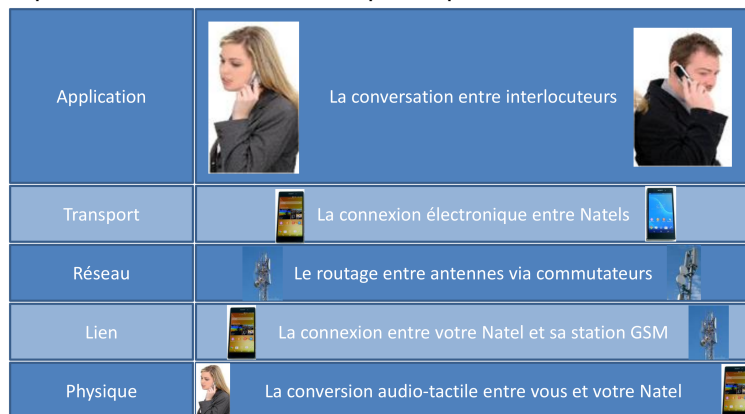 Application
La conversation entre interlocuteurs
Transport
La connexion électronique entre Natels
Réseau
Le routage entre antennes via commutateurs
Lien
La connexion entre votre Natel et sa station GSM
Physique
La conversion audio-tactile entre vous et votre Natel